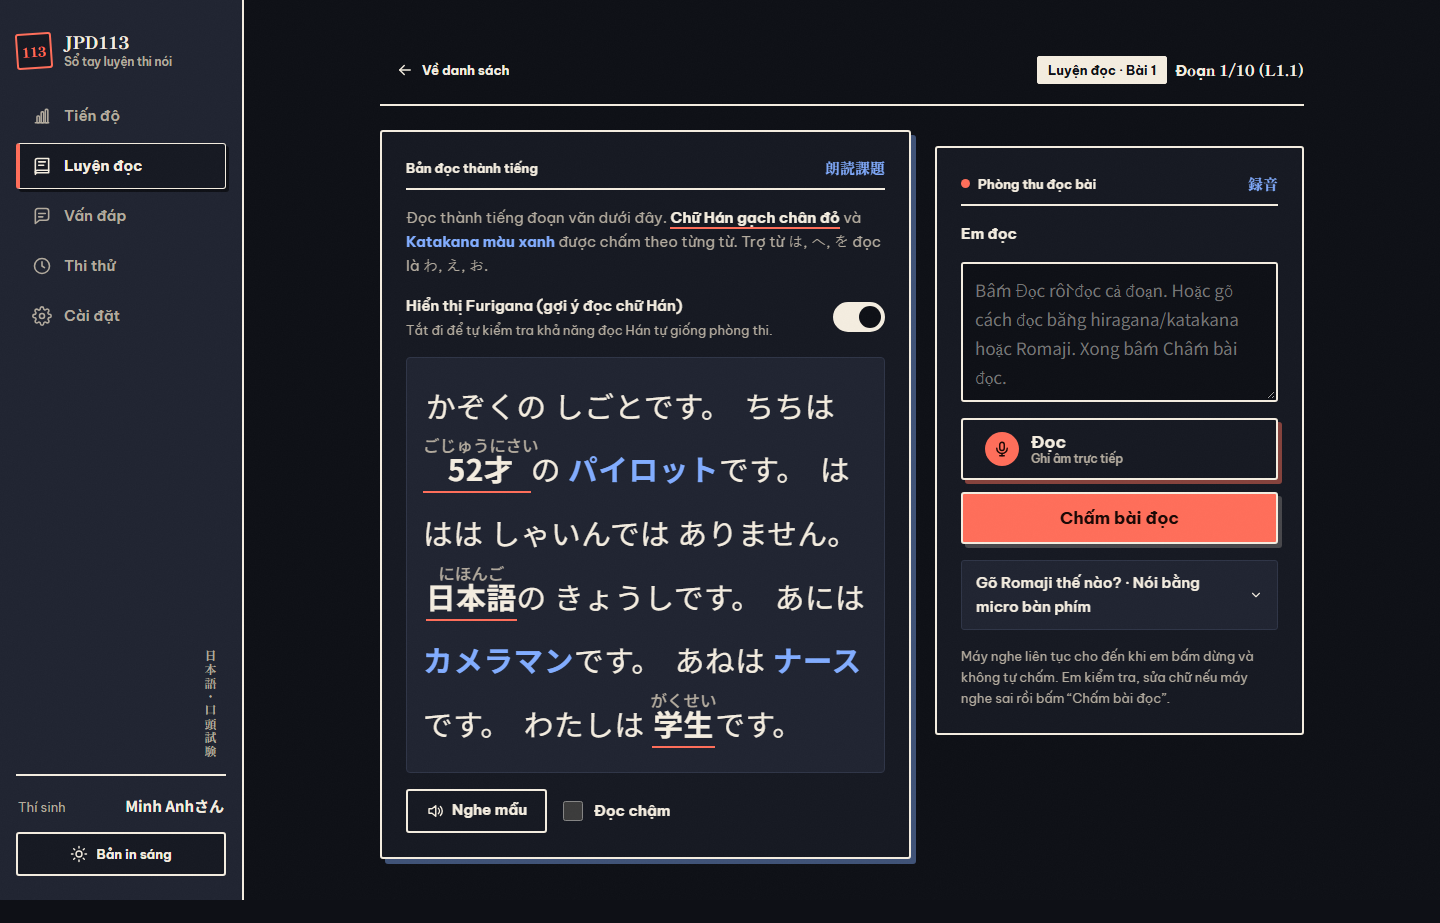 113
JPD113
Sổ tay luyện thi nói
Tiến độ
Luyện đọc
Vấn đáp
Thi thử
Cài đặt
日本語・口頭試験
Thí sinh
Minh Anhさん
Bản in sáng
Về danh sách
Luyện đọc · Bài 1
Đoạn 1/10 (L1.1)
Bản đọc thành tiếng
朗読課題
Đọc thành tiếng đoạn văn dưới đây. Chữ Hán gạch chân đỏ và
Katakana màu xanh được chấm theo từng từ. Trợ từ は, へ, を đọc
là わ, え, お.
Hiển thị Furigana (gợi ý đọc chữ Hán)
Tắt đi để tự kiểm tra khả năng đọc Hán tự giống phòng thi.
かぞくの しごとです。 ちちは
ごじゅうにさい
52才の パイロットです。 は
はは しゃいんでは ありません。
にほんご
日本語の きょうしです。 あには
カメラマンです。 あねは ナース
がくせい
です。 わたしは 学生です。
Nghe mẫu
Đọc chậm
Phòng thu đọc bài
録音
Em đọc
Bấm Đọc rồi đọc cả đoạn. Hoặc gõ
cách đọc bằng hiragana/katakana
hoặc Romaji. Xong bấm Chấm bài
đọc.
Đọc
Ghi âm trực tiếp
Chấm bài đọc
Gõ Romaji thế nào? · Nói bằng
micro bàn phím
Máy nghe liên tục cho đến khi em bấm dừng và
không tự chấm. Em kiểm tra, sửa chữ nếu máy
nghe sai rồi bấm “Chấm bài đọc”.